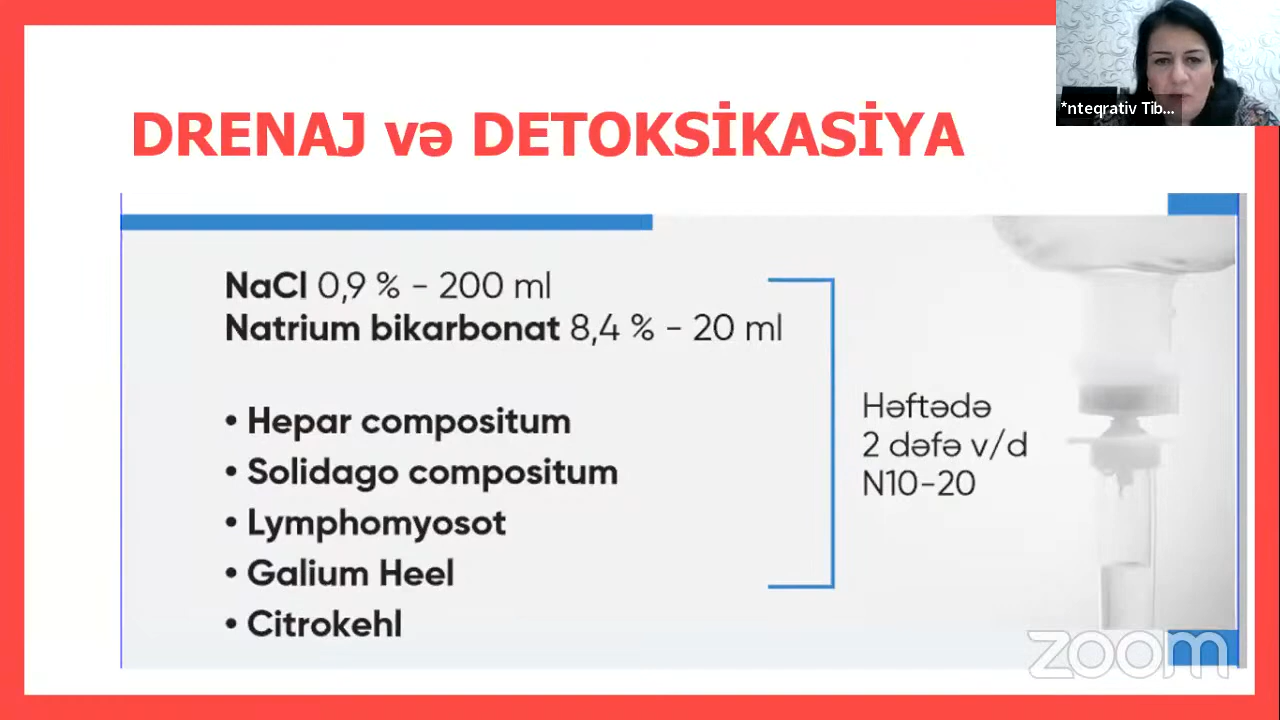 *nteqrativ Tib...
DRENAJ və DETOKSİKASİYA
NaCl 0,9 % - 200 ml
Natrium bikarbonat 8,4 % - 20 ml
• Hepar compositum
• Solidago compositum
• Lymphomyosot
• Galium Heel
• Citrokehl
Həftədə
2 dəfə v/d
N10-20
zoom